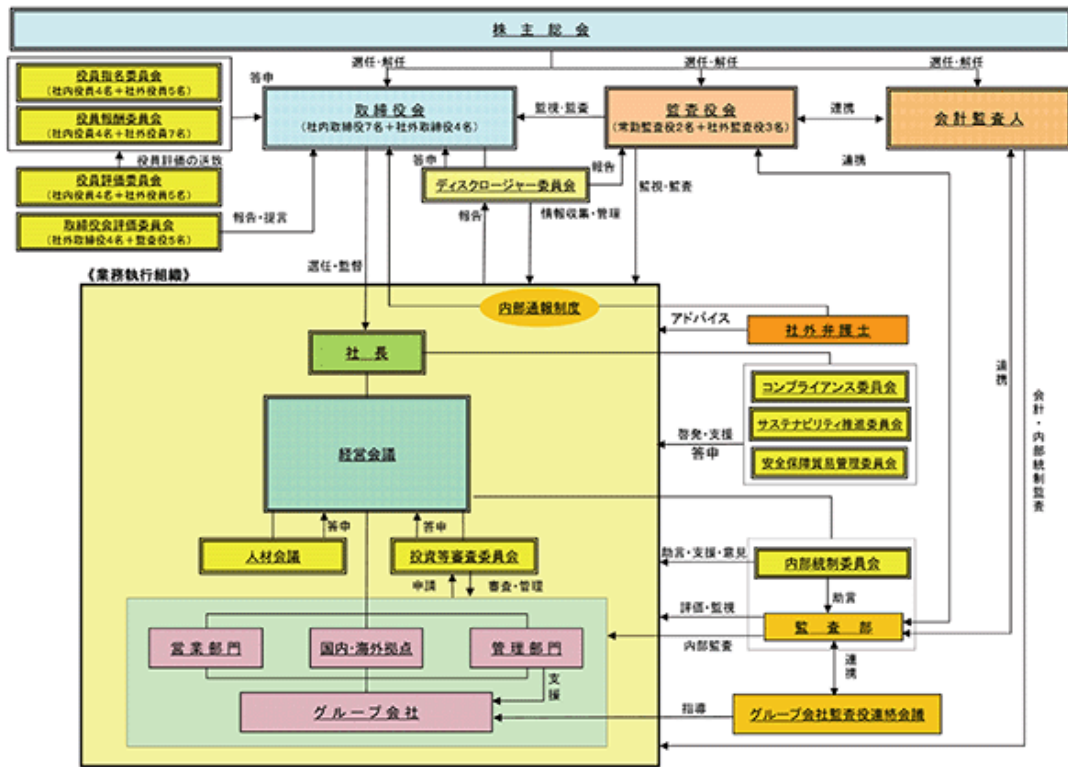 株主総会
選任・解任
選任・解任
選任・解任
役員指名委員会
(社内役員4名+社外役員5名)
役員報酬委員会
(社内役員4名+社外役員7名)
答申
取締役会
(社内取締役7名+社外取締役4名)
監視・監査
監査役会
(常勤監査役2名+社外監査役3名)
連携
会計監査人
役員評価の送放
役員評価委員会
(社内役員4名+社外役員5名)
取締役会評価委員会
(社外取締役4名+監査役5名)
報告・提言
答申
ディスクロージャー委員会
報告
連携
監視・監査
報告
情報収集・管理
選任・監督
《業務執行組織》
内部通報制度
アドバイス
社外弁護士
社長
コンプライアンス委員会
サステナビリティ推進委員会
安全保障貿易管理委員会
啓発・支援
答申
連携
会計・内部統制監査
経営会議
答申
答申
人材会議
投資等審査委員会
申請
審査・管理
助言・支援・意見
内部統制委員会
助言
評価・監視
監査部
内部監査
営業部門
国内・海外拠点
管理部門
支援
連携
グループ会社
指導
グループ会社監査役連絡会議